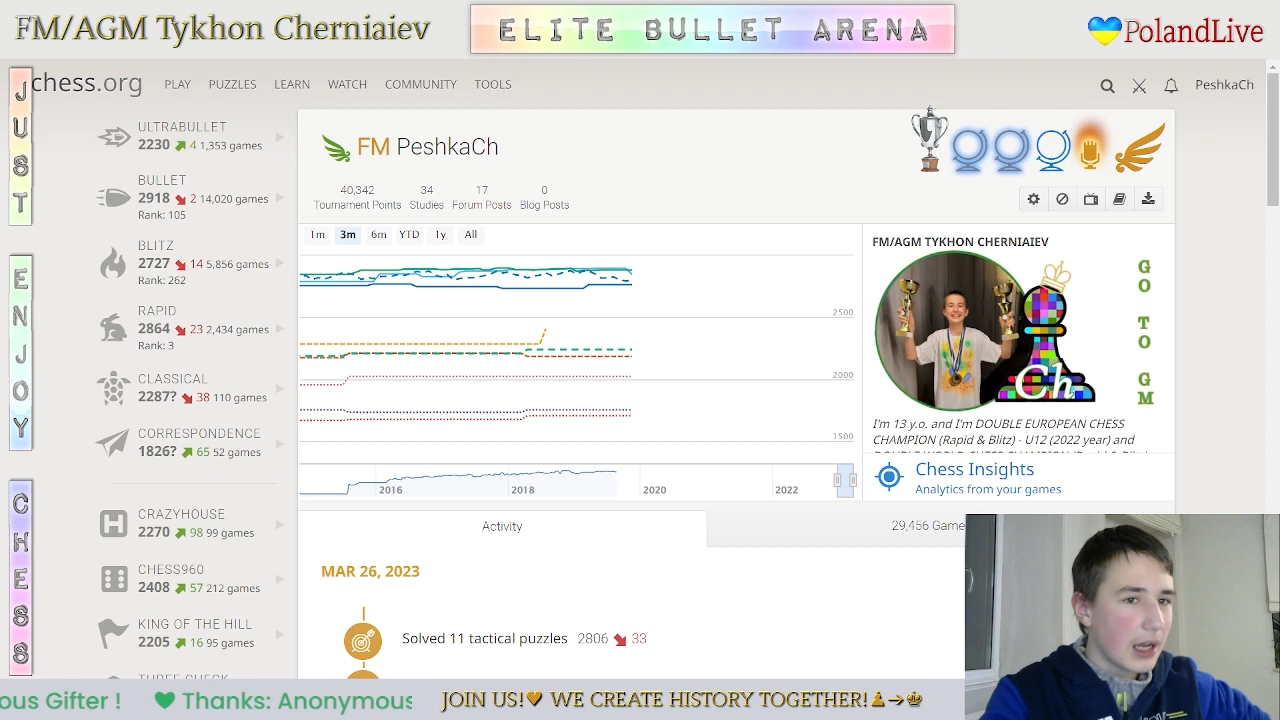 FM/AGM Tykhon Cherniaiev
ELITE BULLET ARENA
PolandLive
JUST
ENJOY
CHESS
chess.org
PLAY PUZZLES LEARN WATCH COMMUNITY TOOLS
PeshkaCh
ULTRABULLET
2230 4 1,353 games
BULLET
2918 2 14,020 games
Rank: 105
BLITZ
2727 14 5,856 games
Rank: 262
RAPID
2864 23 2,434 games
Rank: 3
CLASSICAL
2287? 38 110 games
CORRESPONDENCE
1826? 65 52 games
CRAZYHOUSE
2270 98 99 games
CHESS960
2408 57 212 games
KING OF THE HILL
2205 16 95 games
FM PeshkaCh
40,342 34 17 0
Tournament Points Studies Forum Posts Blog Posts
1m 3m 6m YTD 1y All
2500
2000
1500
2016 2018 2020 2022
FM/AGM TYKHON CHERNIAIEV
Ch
GO
TO
GM
I'm 13 y.o. and I'm DOUBLE EUROPEAN CHESS
CHAMPION (Rapid & Blitz) - U12 (2022 year) and
Chess Insights
Analytics from your games
Activity
29,456 Game
MAR 26, 2023
Solved 11 tactical puzzles 2806 33
ous Gifter ! Thanks: Anonymous
JOIN US!🧡 WE CREATE HISTORY TOGETHER!♟→♚